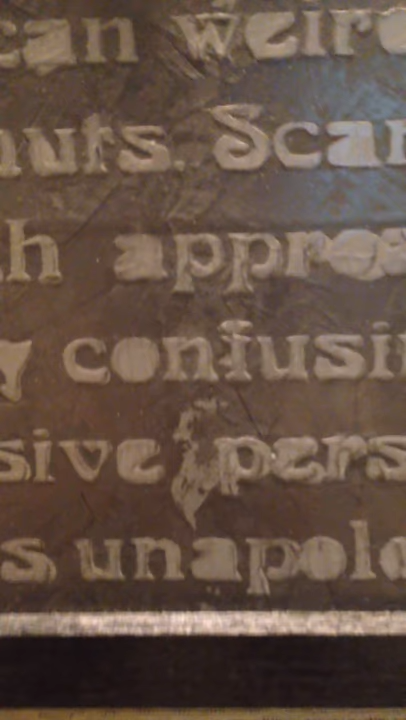 can weir
nuts. Scar
h appro
y confusi
sive pers
s unapolo